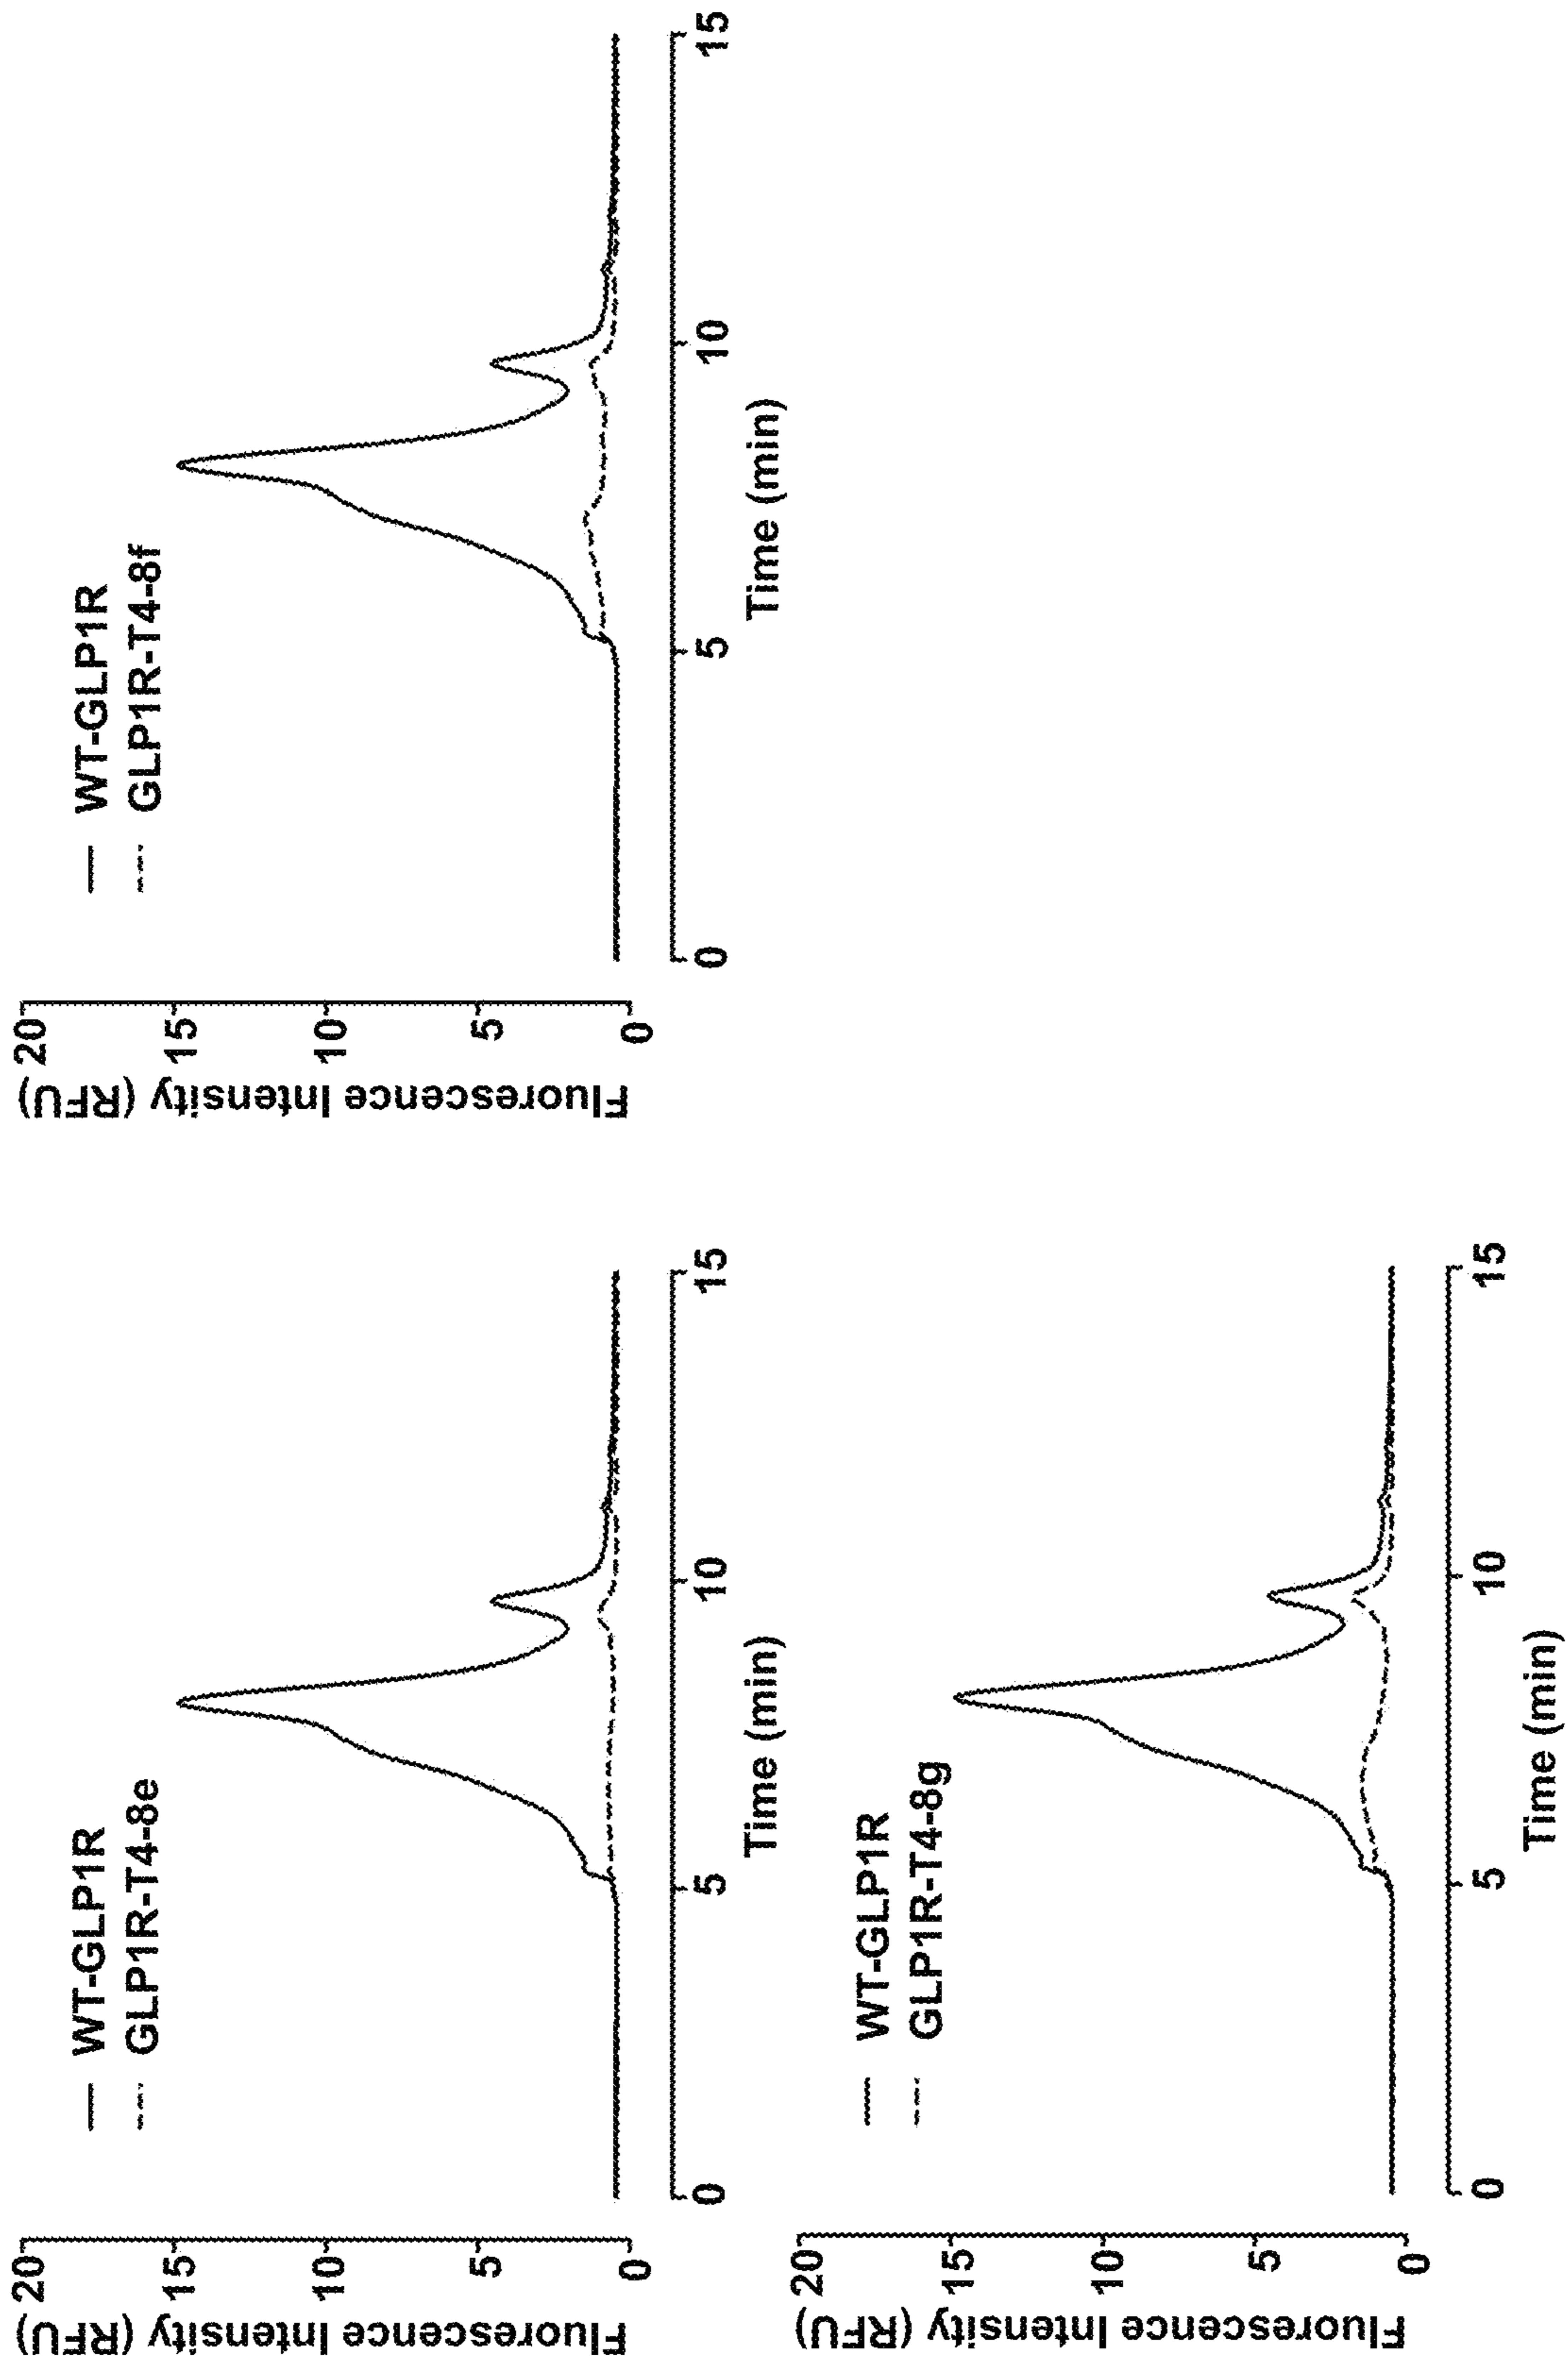 Fluorescence Intensity (RFU)
20
15
10
5
0
WT-GLP1R
GLP1R-T4-8e
0
5
10
15
Time (min)
Fluorescence Intensity (RFU)
20
15
10
5
0
WT-GLP1R
GLP1R-T4-8f
0
5
10
15
Time (min)
Fluorescence Intensity (RFU)
20
15
10
5
0
WT-GLP1R
GLP1R-T4-8g
0
5
10
15
Time (min)